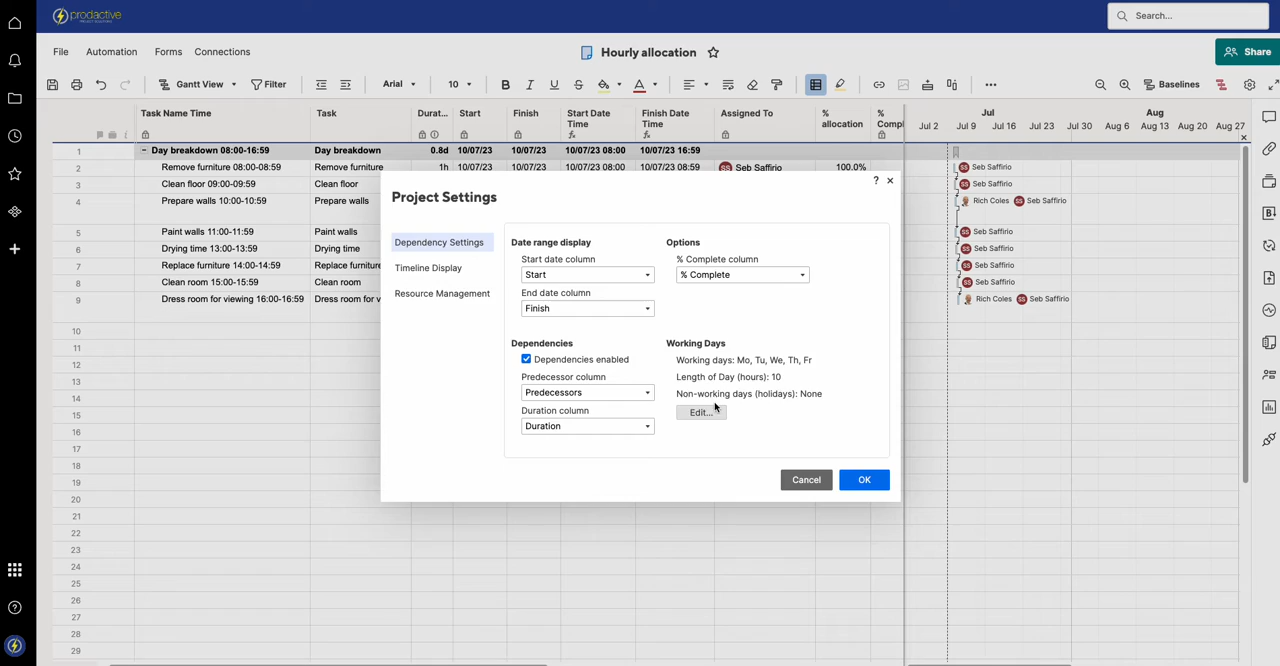 prodactive
Search...
File Automation Forms Connections
Hourly allocation
Share
Gantt View Filter Arial 10 B I U S A Baselines
Task Name Time Task Durat... Start Finish Start Date Time Finish Date Time Assigned To % allocation % Compl
fx fx
Jul Aug
Jul 2 Jul 9 Jul 16 Jul 23 Jul 30 Aug 6 Aug 13 Aug 20 Aug 27
1 Day breakdown 08:00-16:59 Day breakdown 0.8d 10/07/23 10/07/23 10/07/23 08:00 10/07/23 16:59
2 Remove furniture 08:00-08:59 Remove furniture 1h 10/07/23 10/07/23 10/07/23 08:00 10/07/23 08:59 SS Seb Saffirio 100.0% SS Seb Saffirio
3 Clean floor 09:00-09:59 Clean floor SS Seb Saffirio
4 Prepare walls 10:00-10:59 Prepare walls Rich Coles SS Seb Saffirio
5 Paint walls 11:00-11:59 Paint walls SS Seb Saffirio
6 Drying time 13:00-13:59 Drying time SS Seb Saffirio
7 Replace furniture 14:00-14:59 Replace furniture SS Seb Saffirio
8 Clean room 15:00-15:59 Clean room SS Seb Saffirio
9 Dress room for viewing 16:00-16:59 Dress room for v Rich Coles SS Seb Saffirio
10
11
12
13
14
15
16
17
18
19
20
21
22
23
24
25
26
27
28
29
Project Settings
Dependency Settings
Timeline Display
Resource Management
Date range display
Start date column
Start
End date column
Finish
Options
% Complete column
% Complete
Dependencies
Dependencies enabled
Predecessor column
Predecessors
Duration column
Duration
Working Days
Working days: Mo, Tu, We, Th, Fr
Length of Day (hours): 10
Non-working days (holidays): None
Edit...
Cancel OK